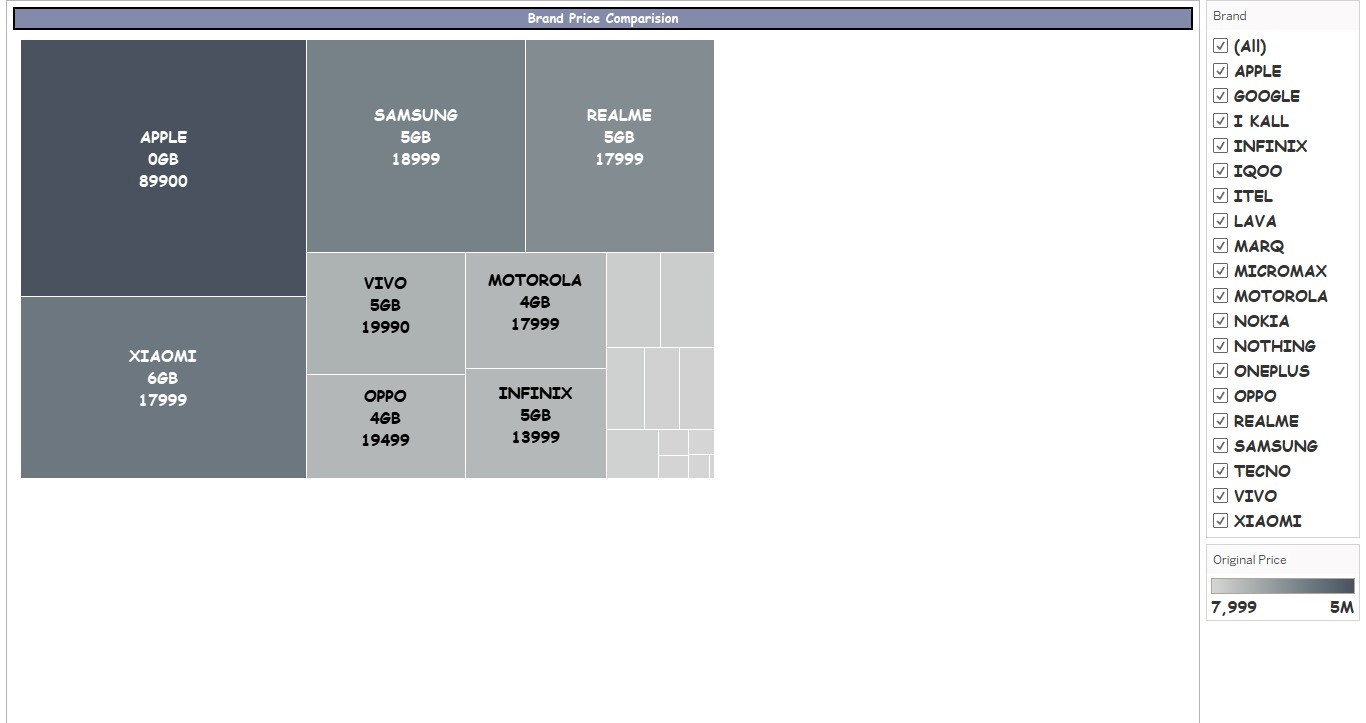 Brand Price Comparision
APPLE
0GB
89900
SAMSUNG
5GB
18999
REALME
5GB
17999
XIAOMI
6GB
17999
VIVO
5GB
19990
MOTOROLA
4GB
17999
OPPO
4GB
19499
INFINIX
5GB
13999
Brand
(All)
APPLE
GOOGLE
I KALL
INFINIX
IQOO
ITEL
LAVA
MARQ
MICROMAX
MOTOROLA
NOKIA
NOTHING
ONEPLUS
OPPO
REALME
SAMSUNG
TECNO
VIVO
XIAOMI
Original Price
7,999 5M